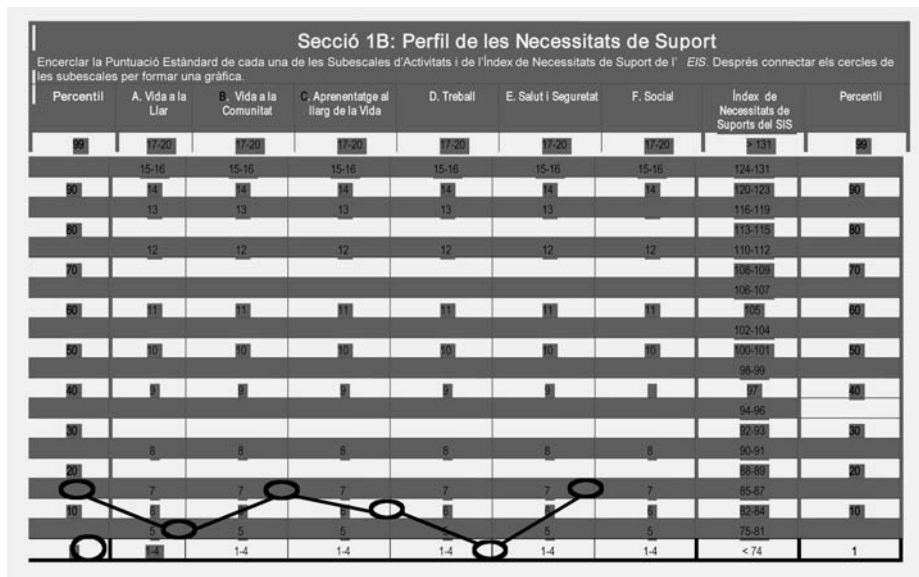 Secció 1B: Perfil de les Necessitats de Suport
Encerclar la Puntuació Estàndard de cada una de les Subescales d'Activitats i de l'Índex de Necessitats de Suport de l' EIS. Després connectar els cercles de
les subescales per formar una gràfica.
Percentil A. Vida a la Llar B. Vida a la Comunitat C. Aprenentatge al llarg de la Vida D. Treball E. Salut i Seguretat F. Social Índex de Necessitats de Suports del SIS Percentil
99 17-20 17-20 17-20 17-20 17-20 17-20 > 131 99
15-16 15-16 15-16 15-16 15-16 15-16 124-131
90 14 14 14 14 14 14 120-123 90
13 13 13 13 13 116-119
80 113-115 80
12 12 12 12 12 12 110-112
70 108-109 70
106-107
60 11 11 11 11 11 11 105 60
102-104
50 10 10 10 10 10 10 100-101 50
98-99
40 9 9 9 9 9 97 40
94-96
30 92-93 30
8 8 8 8 8 8 90-91
20 88-89 20
7 7 7 7 7 7 85-87
10 6 6 6 6 6 82-84 10
5 5 5 5 5 5 75-81
1-4 1-4 1-4 1-4 1-4 1-4 < 74 1